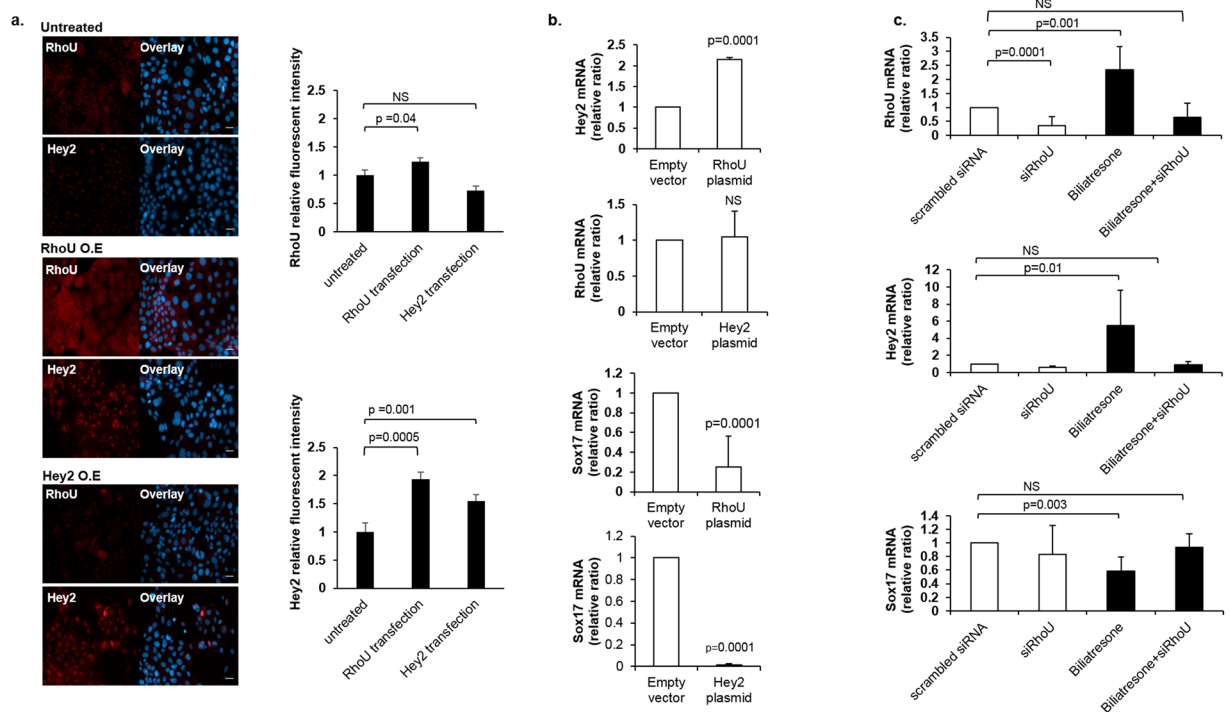 a.
Untreated
RhoU
Overlay
Hey2
Overlay
RhoU O.E
RhoU
Overlay
Hey2
Overlay
Hey2 O.E
RhoU
Overlay
Hey2
Overlay
RhoU relative fluorescent intensity
2.5
2
1.5
1
0.5
0
NS
p =0.04
untreated
RhoU transfection
Hey2 transfection
Hey2 relative fluorescent intensity
2.5
2
1.5
1
0.5
0
p =0.001
p=0.0005
untreated
RhoU transfection
Hey2 transfection
b.
Hey2 mRNA
(relative ratio)
2.5
2
1.5
1
0.5
0
p=0.0001
Empty
vector
RhoU
plasmid
RhoU mRNA
(relative ratio)
1.5
1
0.5
0
NS
Empty
vector
Hey2
plasmid
Sox17 mRNA
(relative ratio)
1
0.8
0.6
0.4
0.2
0
p=0.0001
Empty
vector
RhoU
plasmid
Sox17 mRNA
(relative ratio)
1
0.8
0.6
0.4
0.2
0
p=0.0001
Empty
vector
Hey2
plasmid
c.
RhoU mRNA
(relative ratio)
3.5
3
2.5
2
1.5
1
0.5
0
NS
p=0.001
p=0.0001
scrambled siRNA
siRhoU
Biliatresone
Biliatresone+siRhoU
Hey2 mRNA
(relative ratio)
12
10
8
6
4
2
0
NS
p=0.01
scrambled siRNA
siRhoU
Biliatresone
Biliatresone+siRhoU
Sox17 mRNA
(relative ratio)
1.4
1.2
1
0.8
0.6
0.4
0.2
0
NS
p=0.003
scrambled siRNA
siRhoU
Biliatresone
Biliatresone+siRhoU